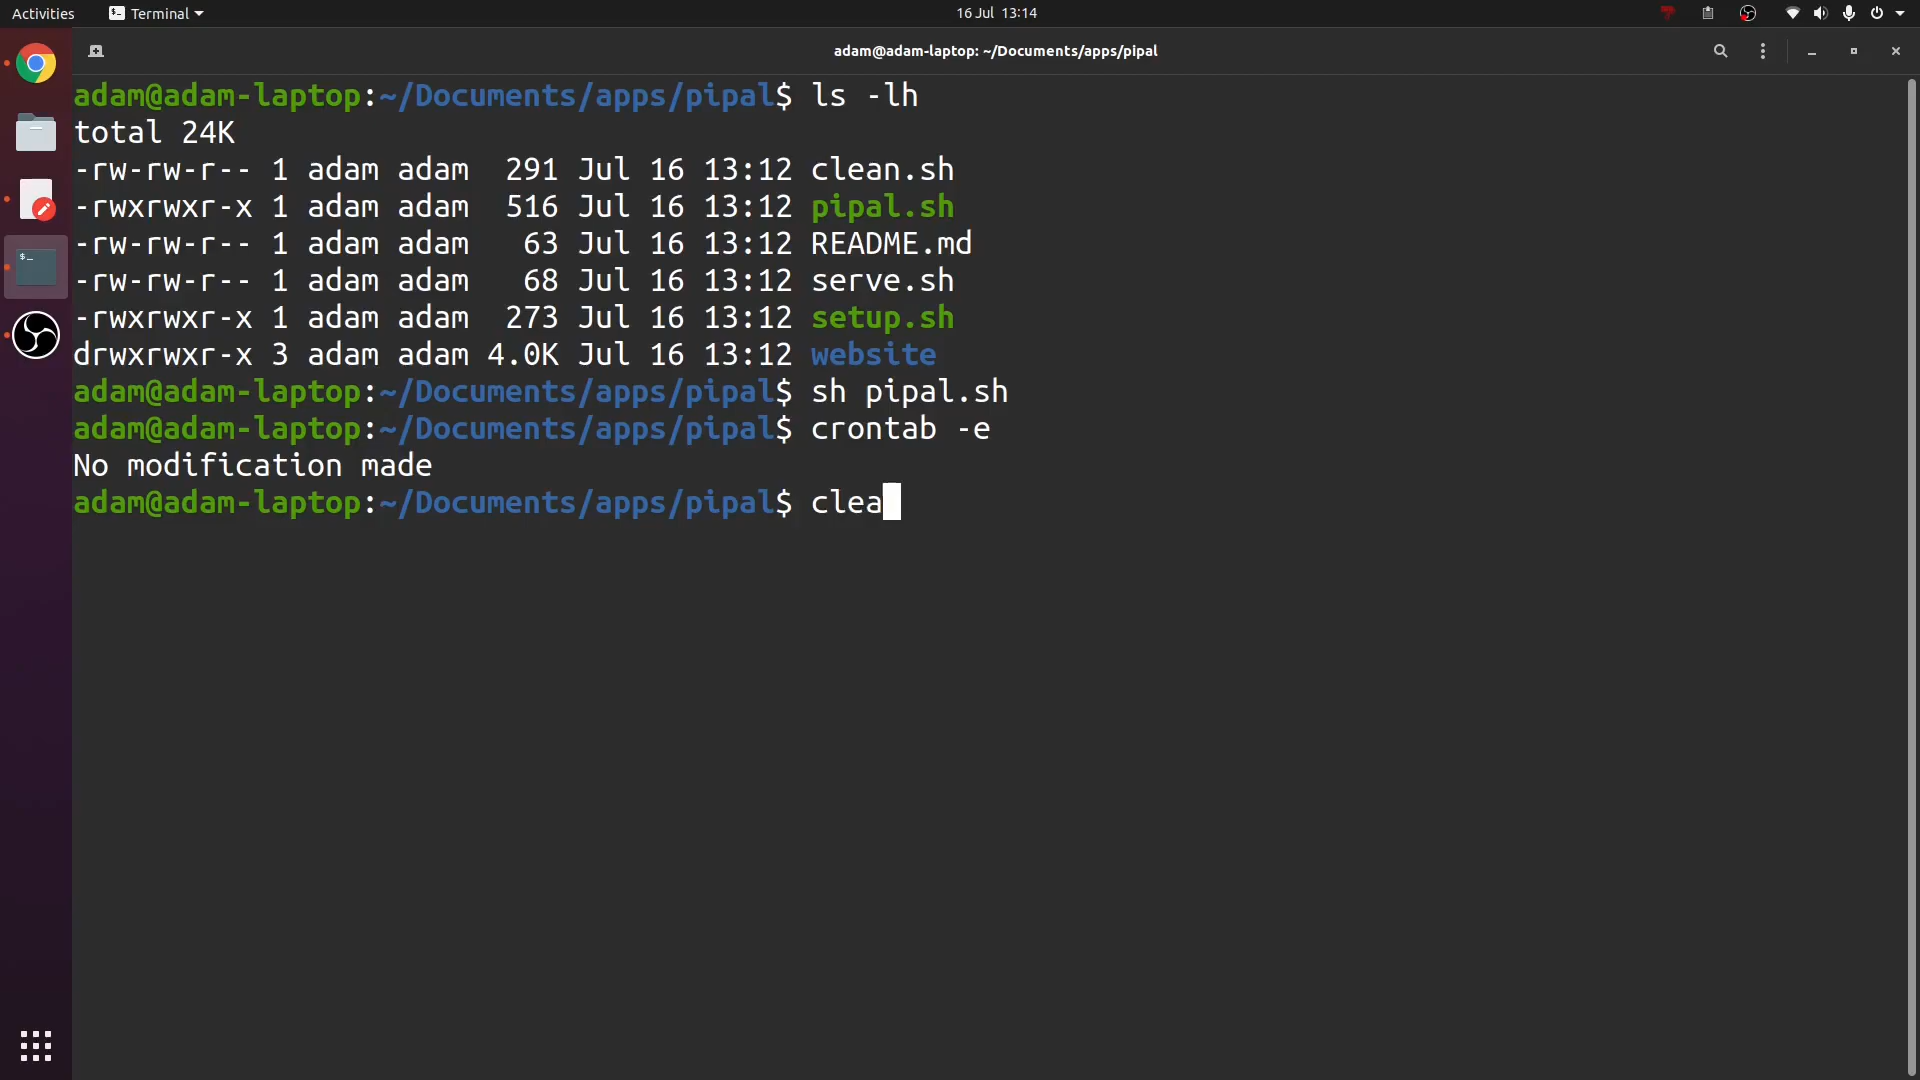 Activities Terminal 16 Jul 13:14
adam@adam-laptop: ~/Documents/apps/pipal
adam@adam-laptop:~/Documents/apps/pipal$ ls -lh
total 24K
-rw-rw-r-- 1 adam adam  291 Jul 16 13:12 clean.sh
-rwxrwxr-x 1 adam adam  516 Jul 16 13:12 pipal.sh
-rw-rw-r-- 1 adam adam   63 Jul 16 13:12 README.md
-rw-rw-r-- 1 adam adam   68 Jul 16 13:12 serve.sh
-rwxrwxr-x 1 adam adam  273 Jul 16 13:12 setup.sh
drwxrwxr-x 3 adam adam 4.0K Jul 16 13:12 website
adam@adam-laptop:~/Documents/apps/pipal$ sh pipal.sh
adam@adam-laptop:~/Documents/apps/pipal$ crontab -e
No modification made
adam@adam-laptop:~/Documents/apps/pipal$ clea